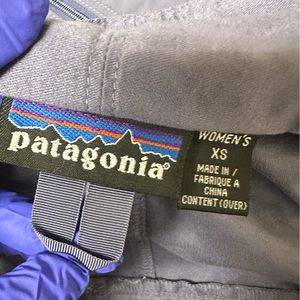 patagonia
WOMEN'S
XS
MADE IN /
FABRIQUÉ A
CHINA
CONTENT (OVER)